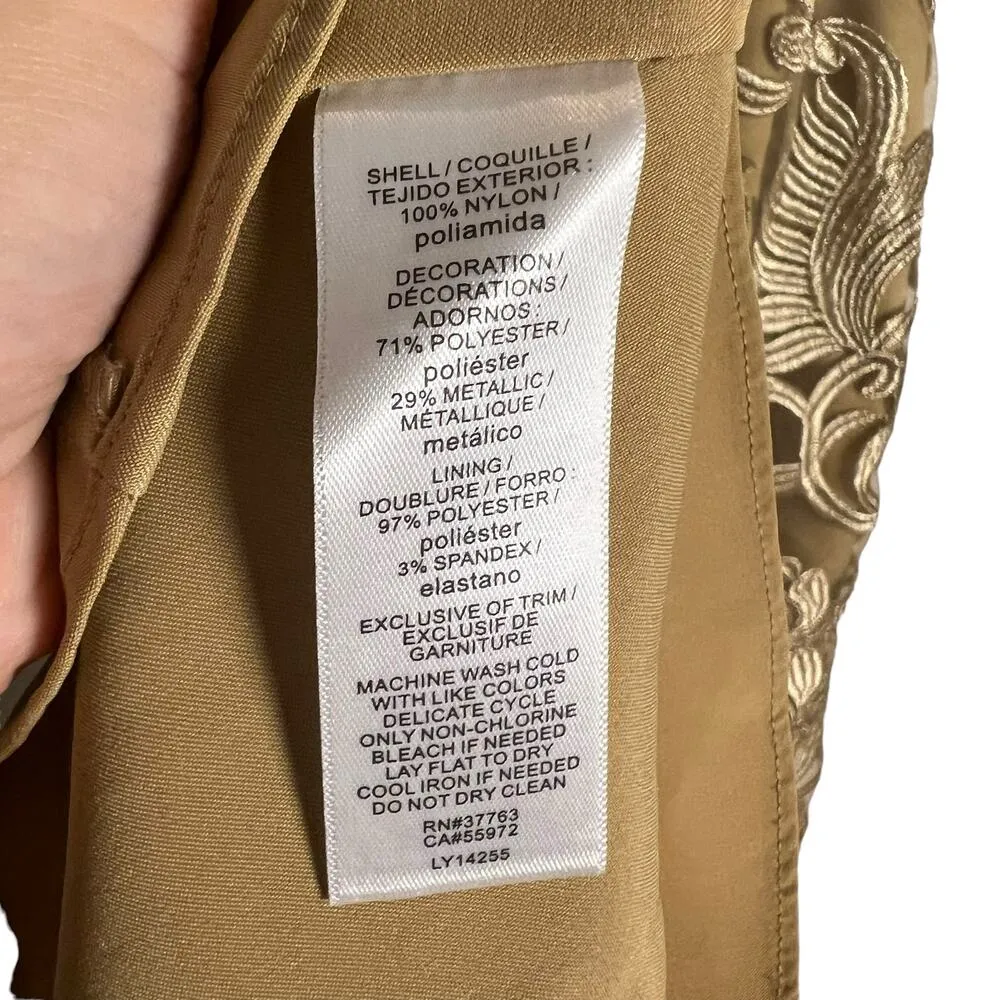 SHELL / COQUILLE /
TEJIDO EXTERIOR :
100% NYLON /
poliamida
DECORATION /
DÉCORATIONS /
ADORNOS :
71% POLYESTER /
poliéster
29% METALLIC /
MÉTALLIQUE /
metálico
LINING /
DOUBLURE / FORRO :
97% POLYESTER /
poliéster
3% SPANDEX /
elastano
EXCLUSIVE OF TRIM /
EXCLUSIF DE
GARNITURE
MACHINE WASH COLD
WITH LIKE COLORS
DELICATE CYCLE
ONLY NON-CHLORINE
BLEACH IF NEEDED
LAY FLAT TO DRY
COOL IRON IF NEEDED
DO NOT DRY CLEAN
RN#37763
CA#55972
LY14255